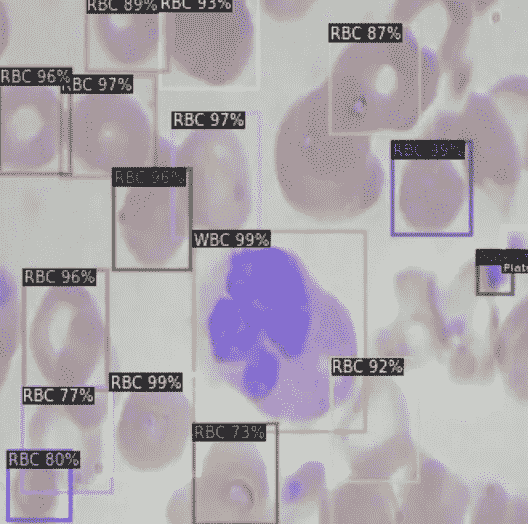 RBC 89%
RBC 93%
RBC 87%
RBC 96%
RBC 97%
RBC 97%
RBC 99%
RBC 96%
WBC 99%
RBC 96%
RBC 92%
RBC 99%
RBC 77%
RBC 73%
RBC 80%